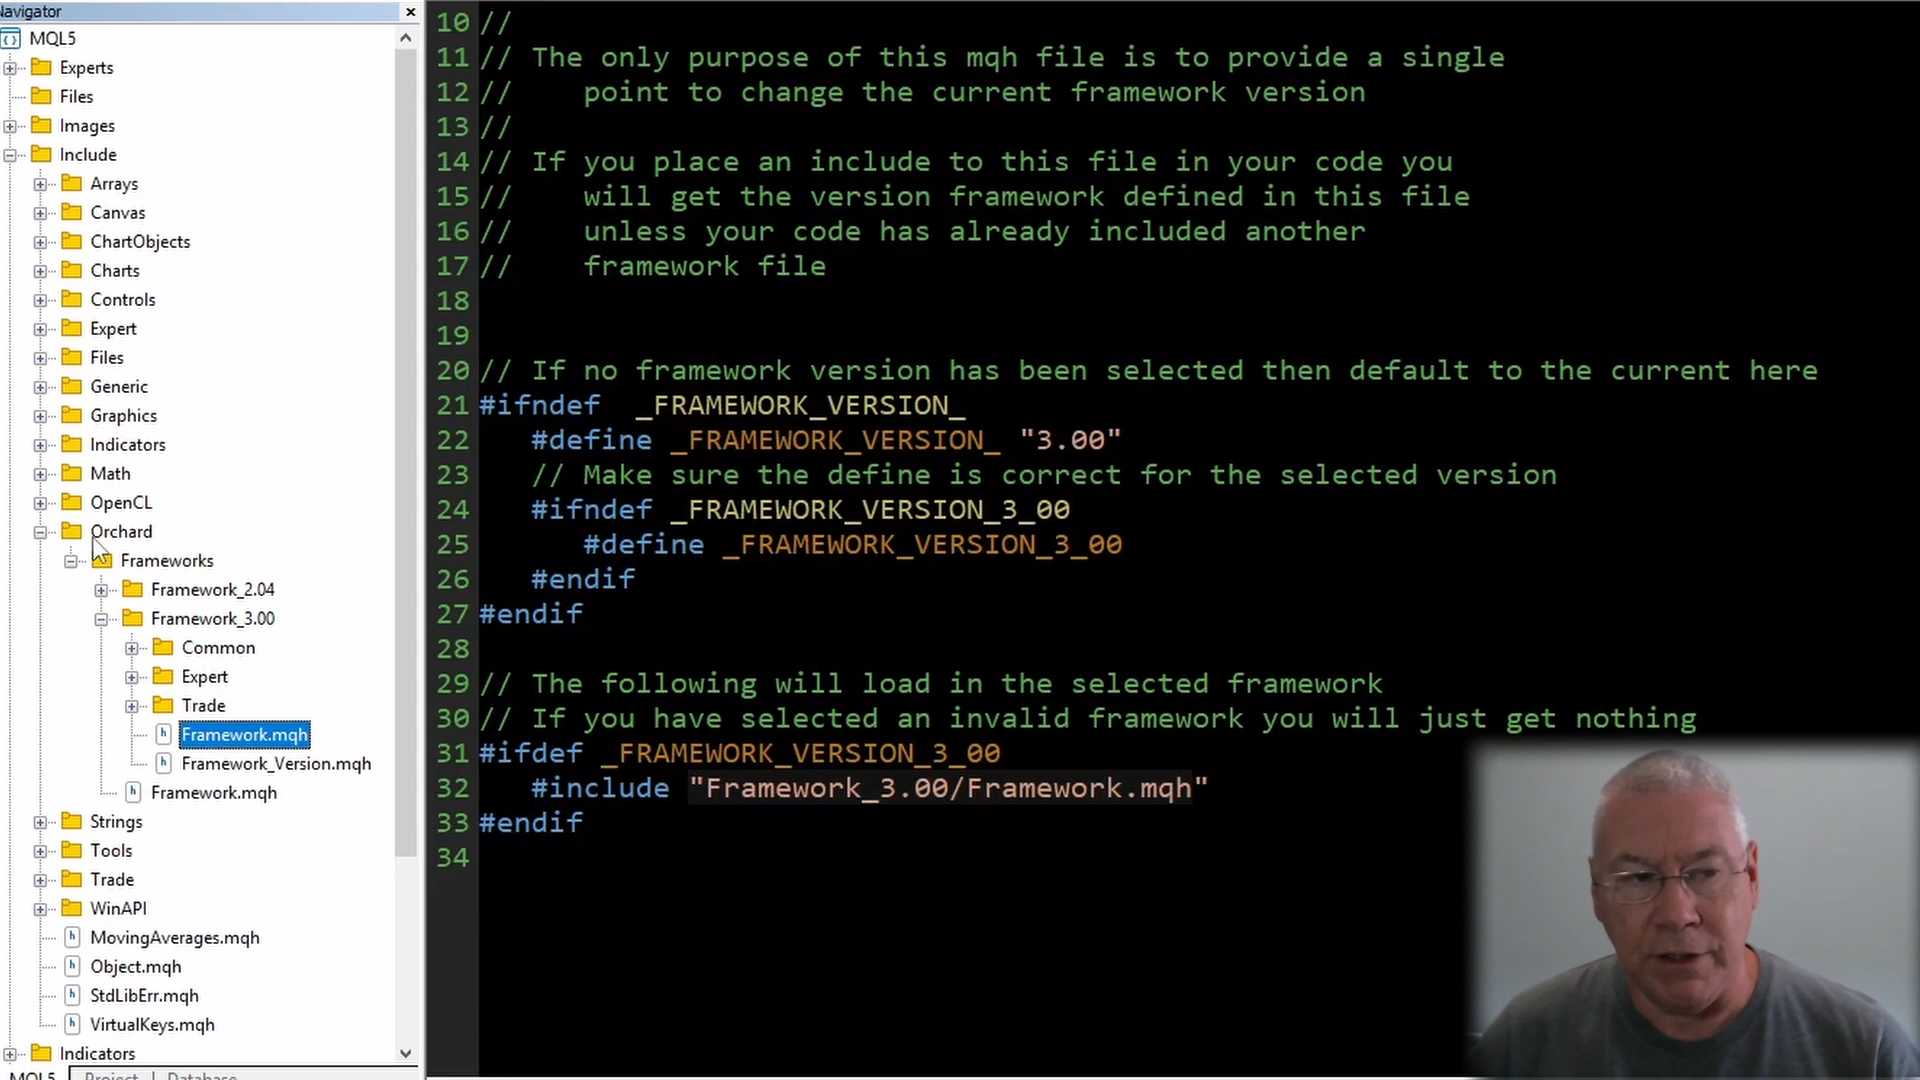 Navigator
MQL5
Experts
Files
Images
Include
Arrays
Canvas
ChartObjects
Charts
Controls
Expert
Files
Generic
Graphics
Indicators
Math
OpenCL
Orchard
Frameworks
Framework_2.04
Framework_3.00
Common
Expert
Trade
Framework.mqh
Framework_Version.mqh
Framework.mqh
Strings
Tools
Trade
WinAPI
MovingAverages.mqh
Object.mqh
StdLibErr.mqh
VirtualKeys.mqh
Indicators
MQL5 Project | Database
10 //
11 // The only purpose of this mqh file is to provide a single
12 // point to change the current framework version
13 //
14 // If you place an include to this file in your code you
15 // will get the version framework defined in this file
16 // unless your code has already included another
17 // framework file
18
19
20 // If no framework version has been selected then default to the current here
21 #ifndef _FRAMEWORK_VERSION_
22 #define _FRAMEWORK_VERSION_ "3.00"
23 // Make sure the define is correct for the selected version
24 #ifndef _FRAMEWORK_VERSION_3_00
25 #define _FRAMEWORK_VERSION_3_00
26 #endif
27 #endif
28
29 // The following will load in the selected framework
30 // If you have selected an invalid framework you will just get nothing
31 #ifdef _FRAMEWORK_VERSION_3_00
32 #include "Framework_3.00/Framework.mqh"
33 #endif
34